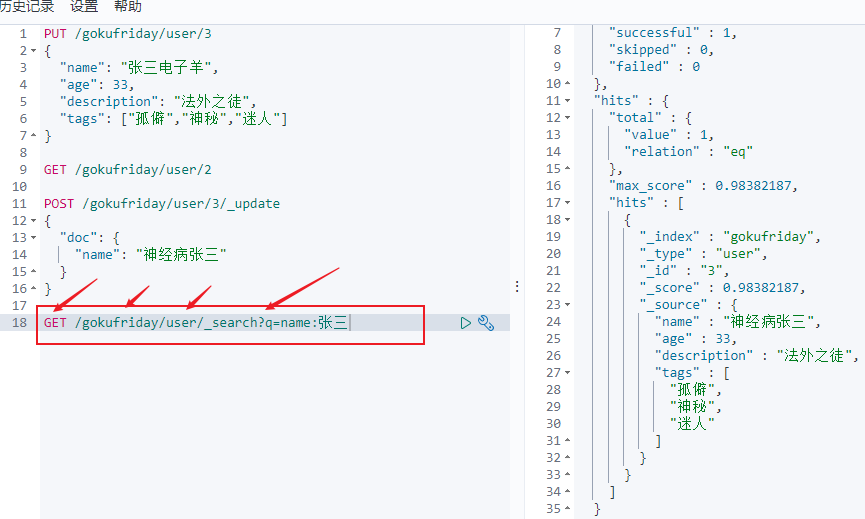 历史记录 设置 帮助
1 PUT /gokufriday/user/3
2 {
3 "name": "张三电子羊",
4 "age": 33,
5 "description": "法外之徒",
6 "tags": ["孤僻","神秘","迷人"]
7 }
8
9 GET /gokufriday/user/2
10
11 POST /gokufriday/user/3/_update
12 {
13 "doc": {
14 "name": "神经病张三"
15 }
16 }
17
18 GET /gokufriday/user/_search?q=name:张三
7 "successful" : 1,
8 "skipped" : 0,
9 "failed" : 0
10 },
11 "hits" : {
12 "total" : {
13 "value" : 1,
14 "relation" : "eq"
15 },
16 "max_score" : 0.98382187,
17 "hits" : [
18 {
19 "_index" : "gokufriday",
20 "_type" : "user",
21 "_id" : "3",
22 "_score" : 0.98382187,
23 "_source" : {
24 "name" : "神经病张三",
25 "age" : 33,
26 "description" : "法外之徒",
27 "tags" : [
28 "孤僻",
29 "神秘",
30 "迷人"
31 ]
32 }
33 }
34 ]
35 }